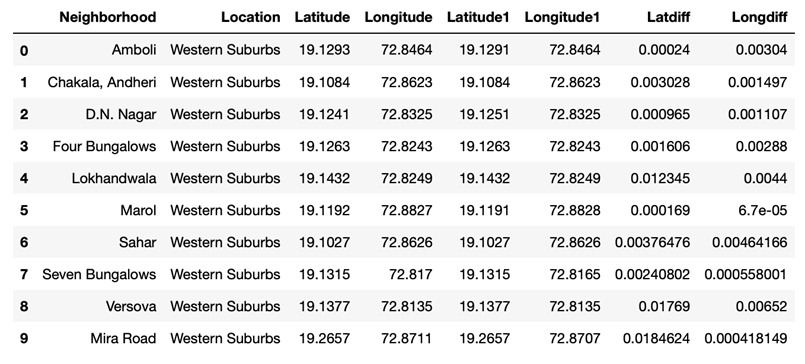 Neighborhood Location Latitude Longitude Latitude1 Longitude1 Latdiff Longdiff
0 Amboli Western Suburbs 19.1293 72.8464 19.1291 72.8464 0.00024 0.00304
1 Chakala, Andheri Western Suburbs 19.1084 72.8623 19.1084 72.8623 0.003028 0.001497
2 D.N. Nagar Western Suburbs 19.1241 72.8325 19.1251 72.8325 0.000965 0.001107
3 Four Bungalows Western Suburbs 19.1263 72.8243 19.1263 72.8243 0.001606 0.00288
4 Lokhandwala Western Suburbs 19.1432 72.8249 19.1432 72.8249 0.012345 0.0044
5 Marol Western Suburbs 19.1192 72.8827 19.1191 72.8828 0.000169 6.7e-05
6 Sahar Western Suburbs 19.1027 72.8626 19.1027 72.8626 0.00376476 0.00464166
7 Seven Bungalows Western Suburbs 19.1315 72.817 19.1315 72.8165 0.00240802 0.000558001
8 Versova Western Suburbs 19.1377 72.8135 19.1377 72.8135 0.01769 0.00652
9 Mira Road Western Suburbs 19.2657 72.8711 19.2657 72.8707 0.0184624 0.000418149